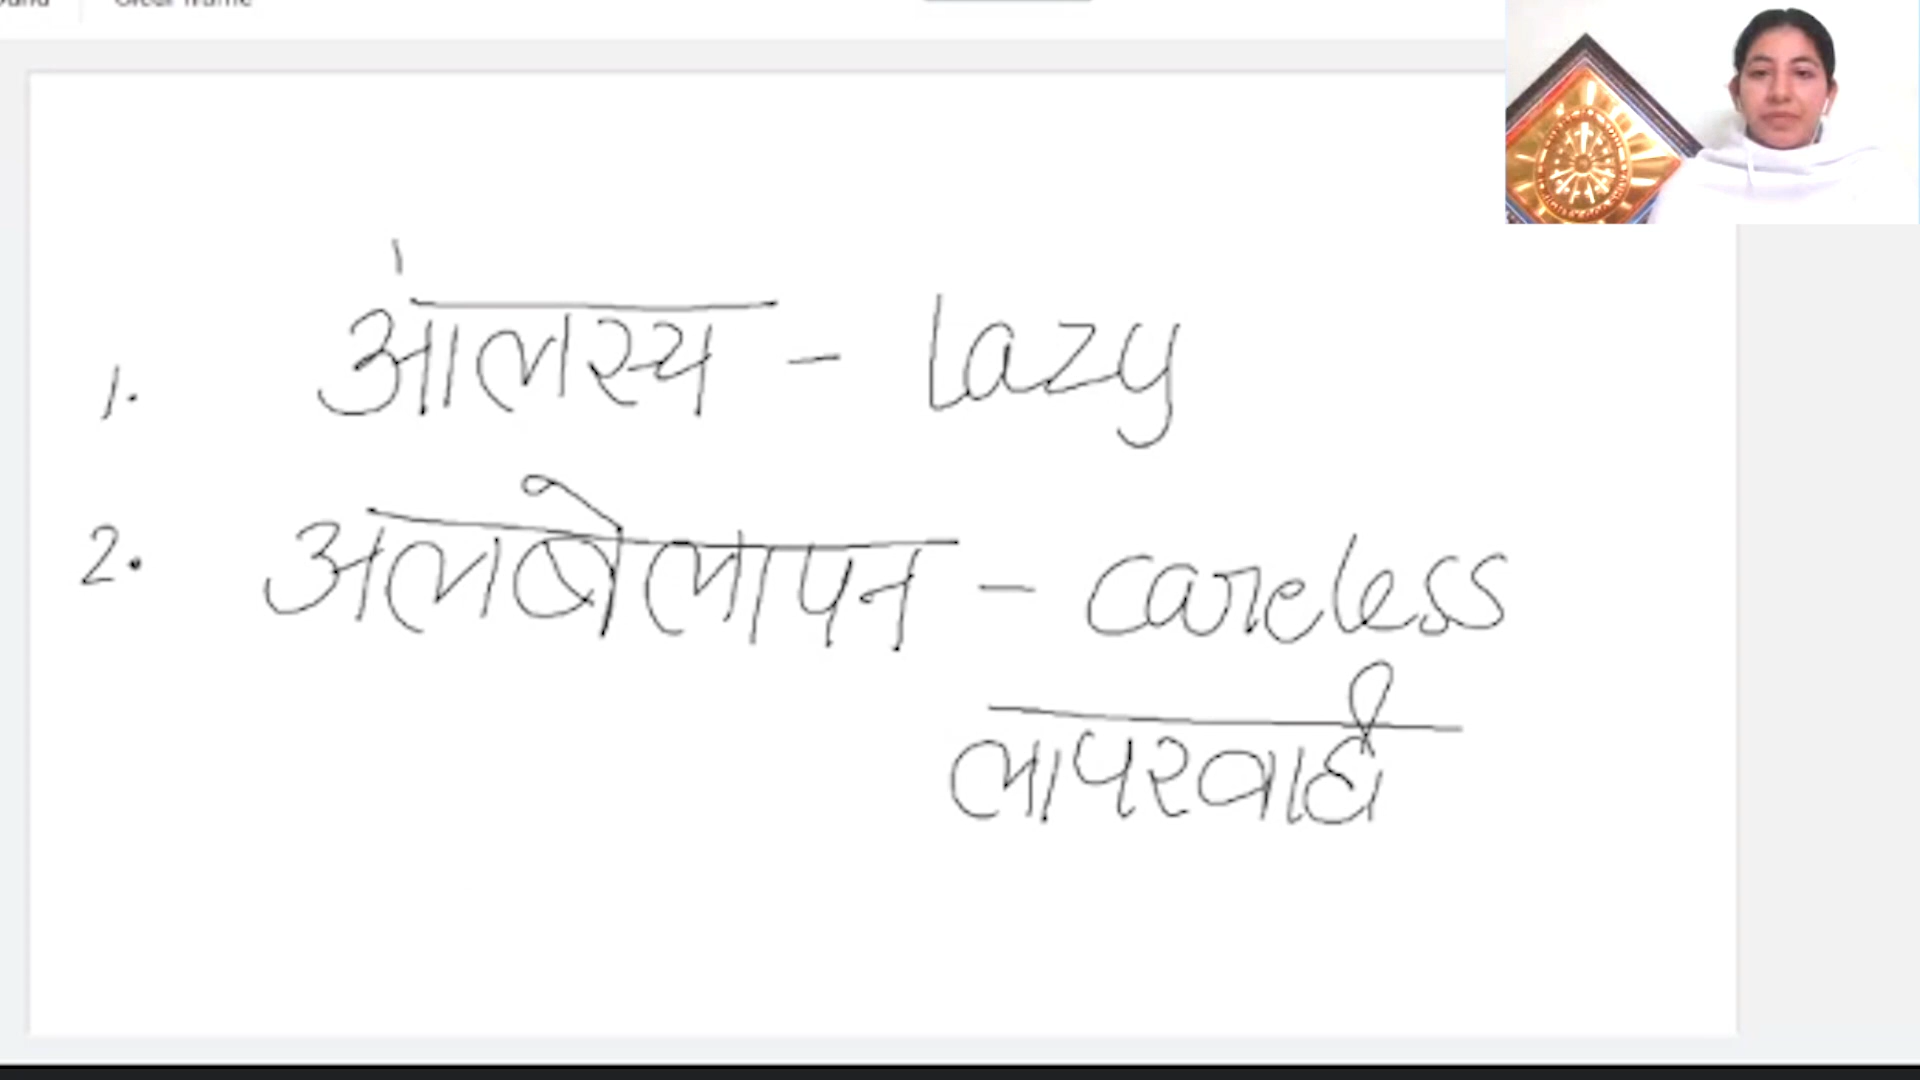 1. आलस्य - lazy
2. अलबेलापन - careless
लापरवाही